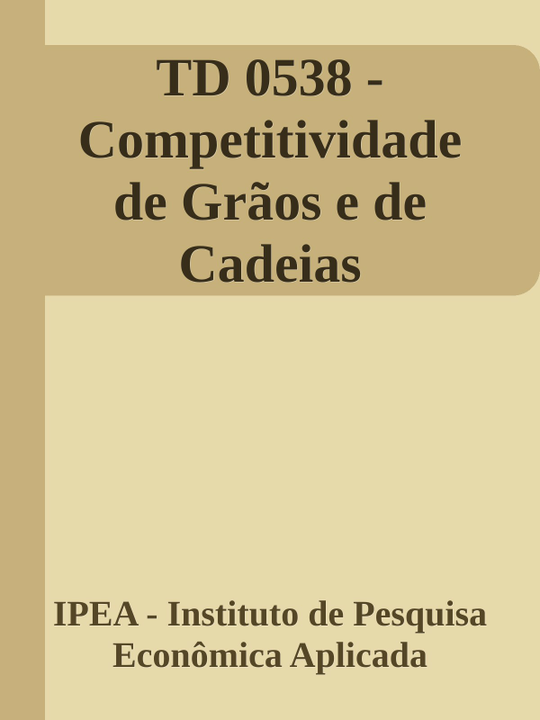 TD 0538 -
Competitividade
de Grãos e de
Cadeias
IPEA - Instituto de Pesquisa
Econômica Aplicada